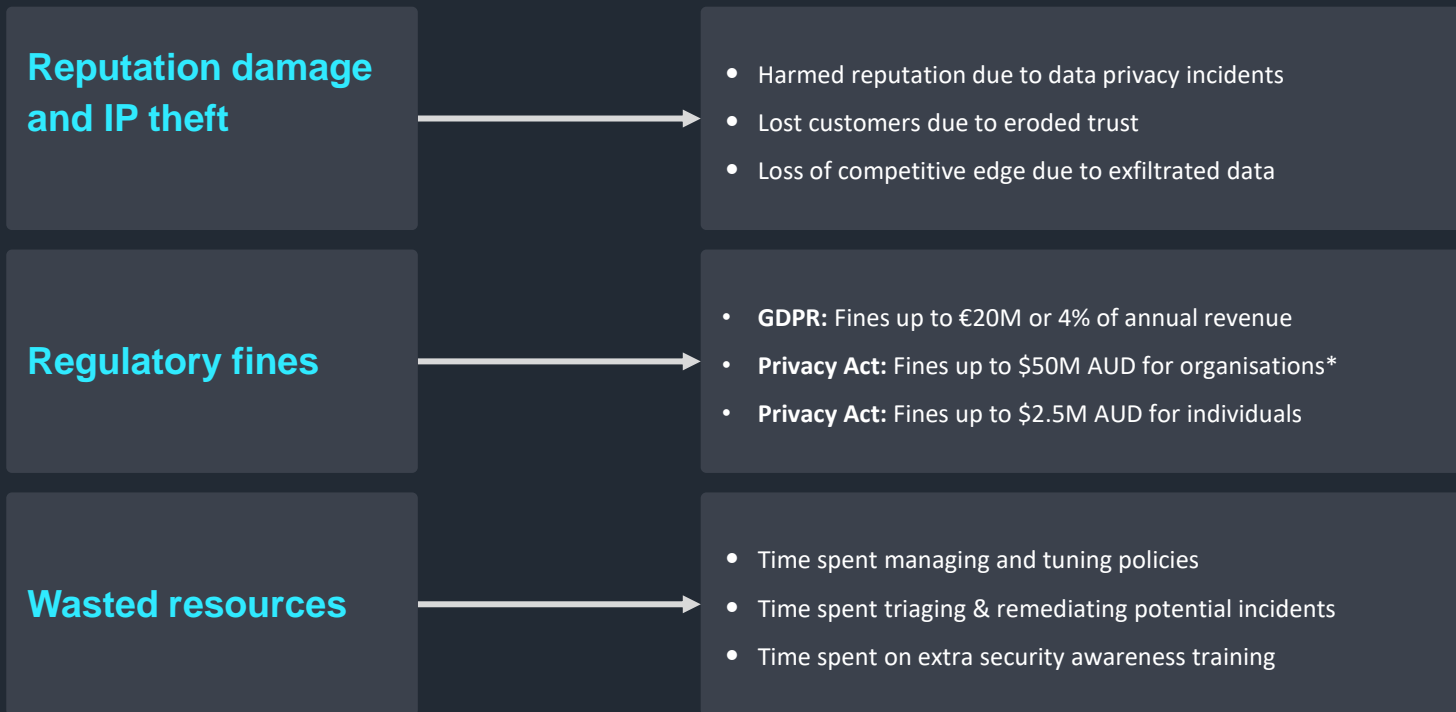 Reputation damage
and IP theft
• Harmed reputation due to data privacy incidents
• Lost customers due to eroded trust
• Loss of competitive edge due to exfiltrated data
Regulatory fines
• GDPR: Fines up to €20M or 4% of annual revenue
• Privacy Act: Fines up to $50M AUD for organisations*
• Privacy Act: Fines up to $2.5M AUD for individuals
Wasted resources
• Time spent managing and tuning policies
• Time spent triaging & remediating potential incidents
• Time spent on extra security awareness training